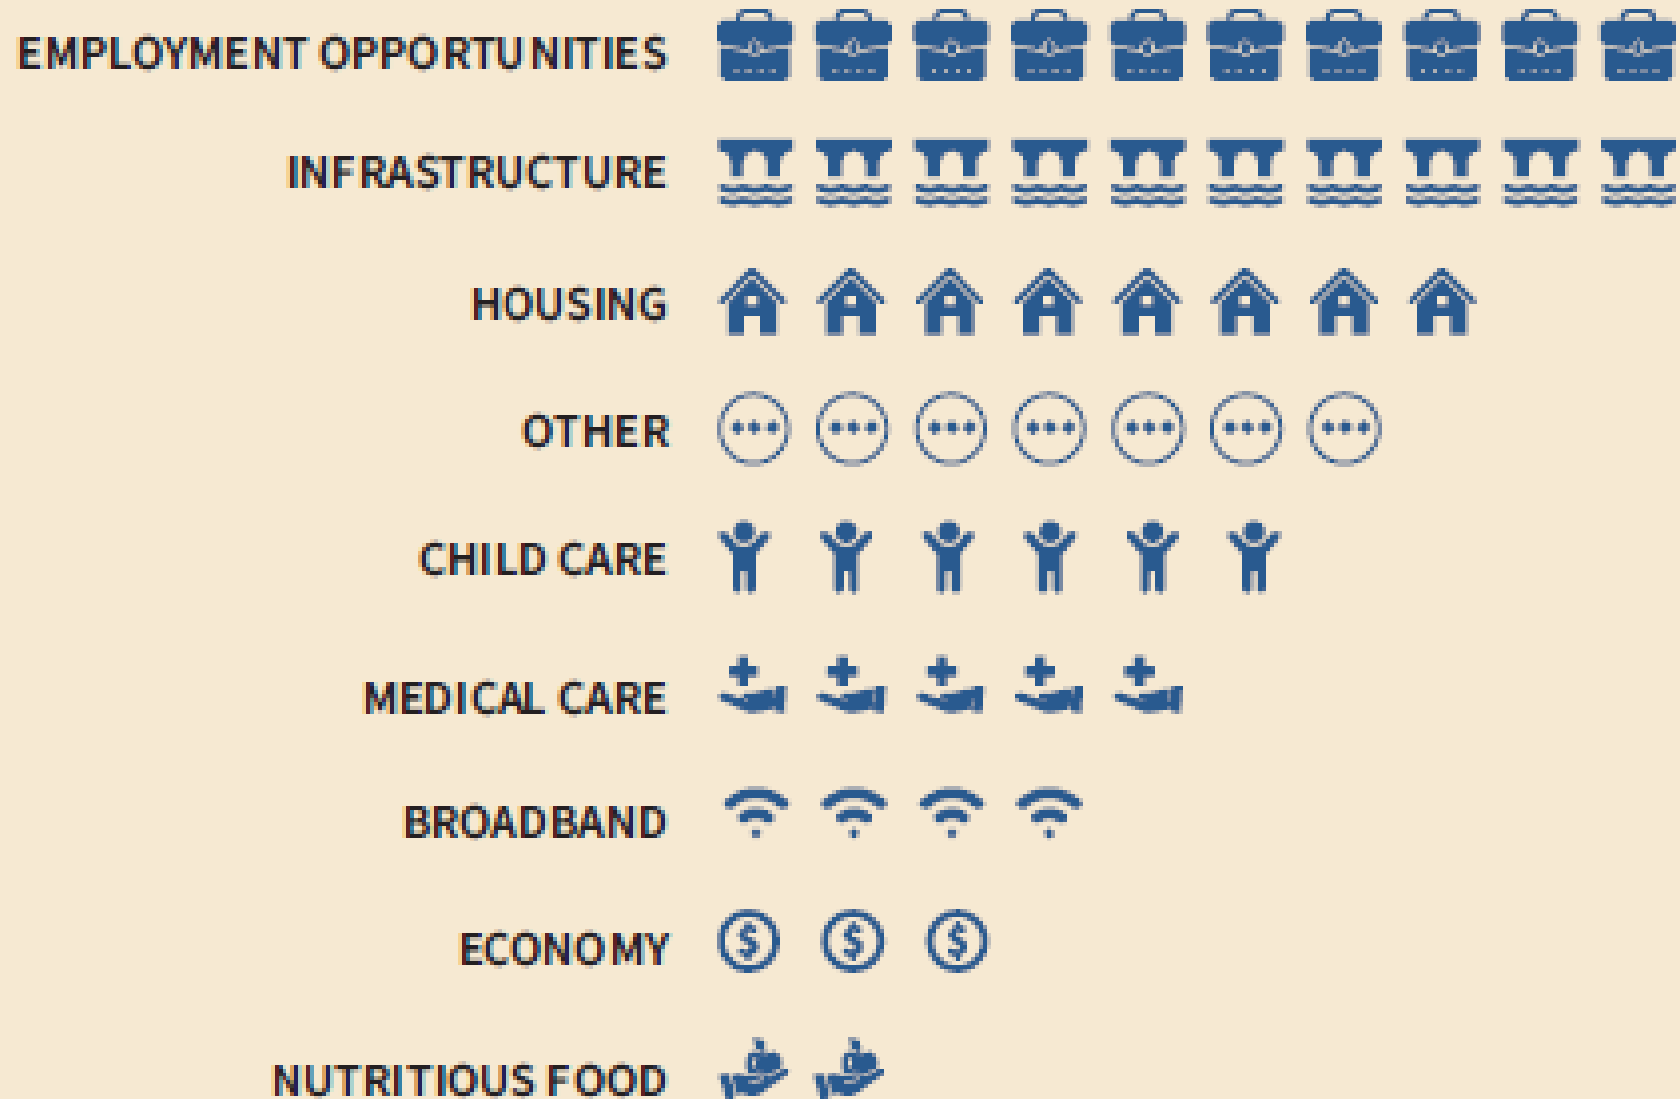 EMPLOYMENT OPPORTUNITIES
INFRASTRUCTURE
HOUSING
OTHER
CHILD CARE
MEDICAL CARE
BROADBAND
ECONOMY
NUTRITIOUS FOOD